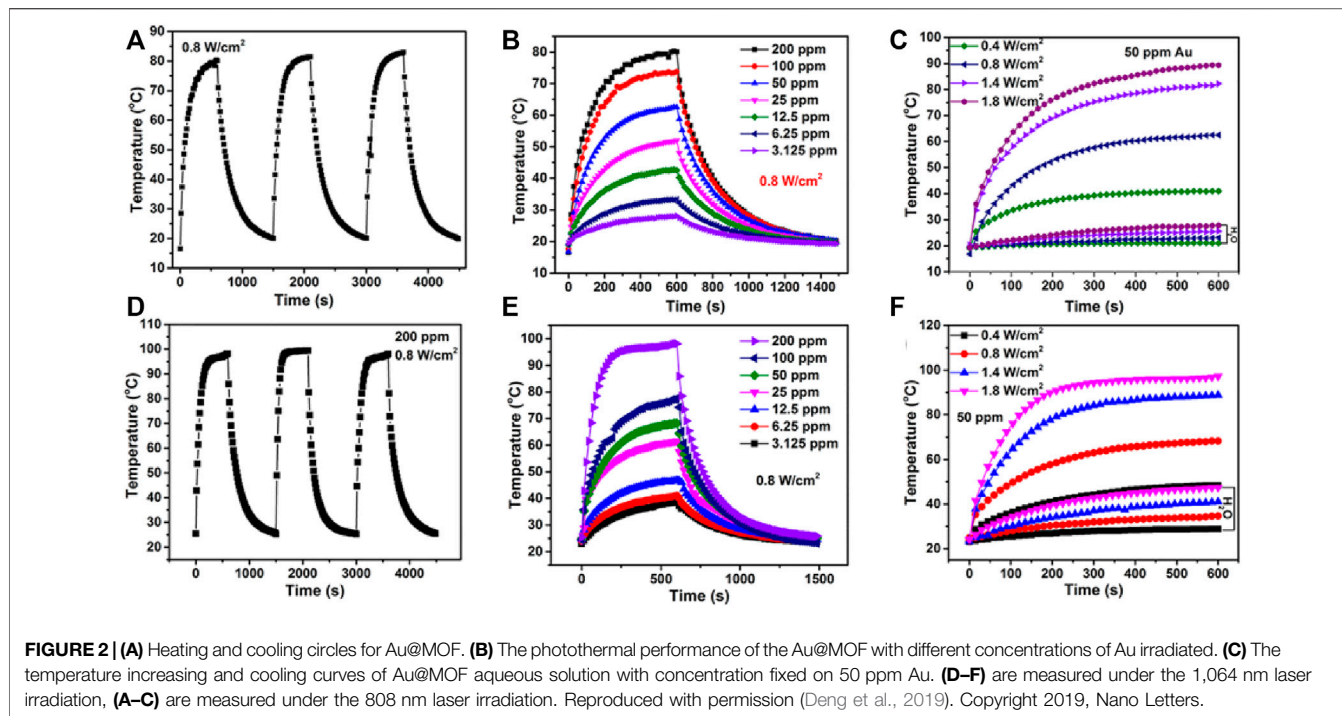 A
0.8 W/cm²
Temperature (°C)
90
80
70
60
50
40
30
20
10
0 1000 2000 3000 4000
Time (s)
B
200 ppm
100 ppm
50 ppm
25 ppm
12.5 ppm
6.25 ppm
3.125 ppm
0.8 W/cm²
Temperature (°C)
80
70
60
50
40
30
20
10
0 200 400 600 800 1000 1200 1400
Time (s)
C
0.4 W/cm²
0.8 W/cm²
1.4 W/cm²
1.8 W/cm²
50 ppm Au
H₂O
Temperature (°C)
100
90
80
70
60
50
40
30
20
10
0 100 200 300 400 500 600
Time (s)
D
200 ppm
0.8 W/cm²
Temperature (°C)
110
100
90
80
70
60
50
40
30
20
0 1000 2000 3000 4000
Time (s)
E
200 ppm
100 ppm
50 ppm
25 ppm
12.5 ppm
6.25 ppm
3.125 ppm
0.8 W/cm²
Temperature (°C)
100
90
80
70
60
50
40
30
20
0 500 1000 1500
Time (s)
F
0.4 W/cm²
0.8 W/cm²
1.4 W/cm²
1.8 W/cm²
50 ppm
H₂O
Temperature (°C)
120
100
80
60
40
20
0 100 200 300 400 500 600
Time (s)
FIGURE 2 | (A) Heating and cooling circles for Au@MOF. (B) The photothermal performance of the Au@MOF with different concentrations of Au irradiated. (C) The
temperature increasing and cooling curves of Au@MOF aqueous solution with concentration fixed on 50 ppm Au. (D–F) are measured under the 1,064 nm laser
irradiation, (A–C) are measured under the 808 nm laser irradiation. Reproduced with permission (Deng et al., 2019). Copyright 2019, Nano Letters.